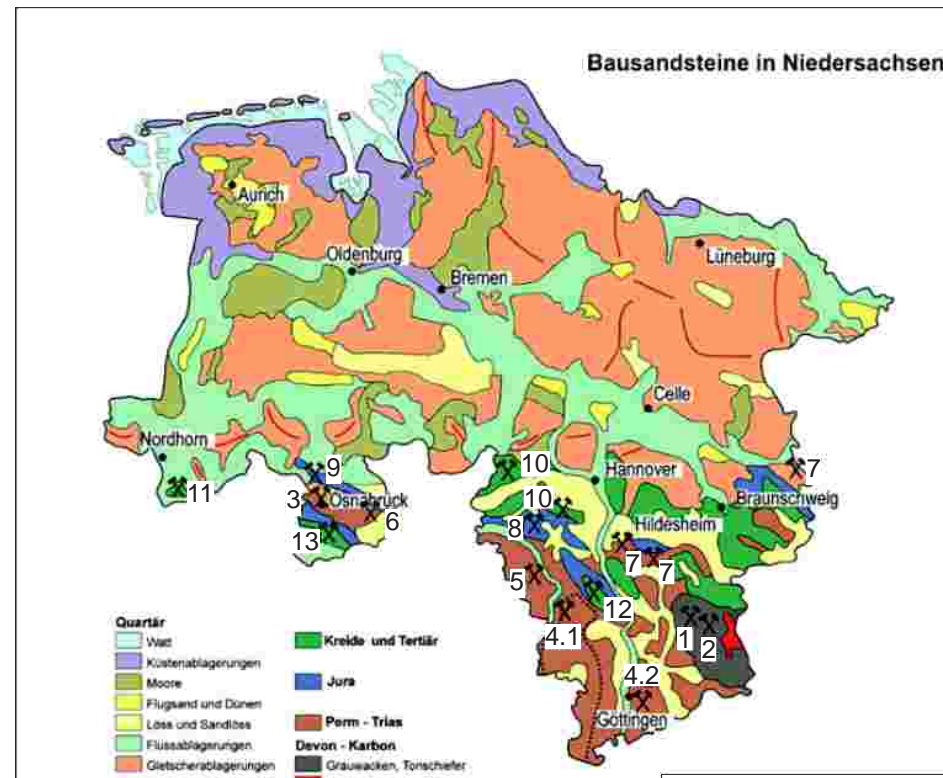 Bausandsteine in Niedersachsen
Aurich
Oldenburg
Bremen
Lüneburg
Celle
Nordhorn
9
10
Hannover
7
11
3
Osnabrück
6
10
Braunschweig
8
Hildesheim
13
7
7
5
12
4.1
1
2
4.2
Göttingen
Quartär
Watt
Küstenablagerungen
Moore
Flugsand und Dünen
Löss und Sandlöss
Flussablagerungen
Gletscherablagerungen
Kreide und Tertiär
Jura
Perm - Trias
Devon - Karbon
Grauwacken, Tonschiefer